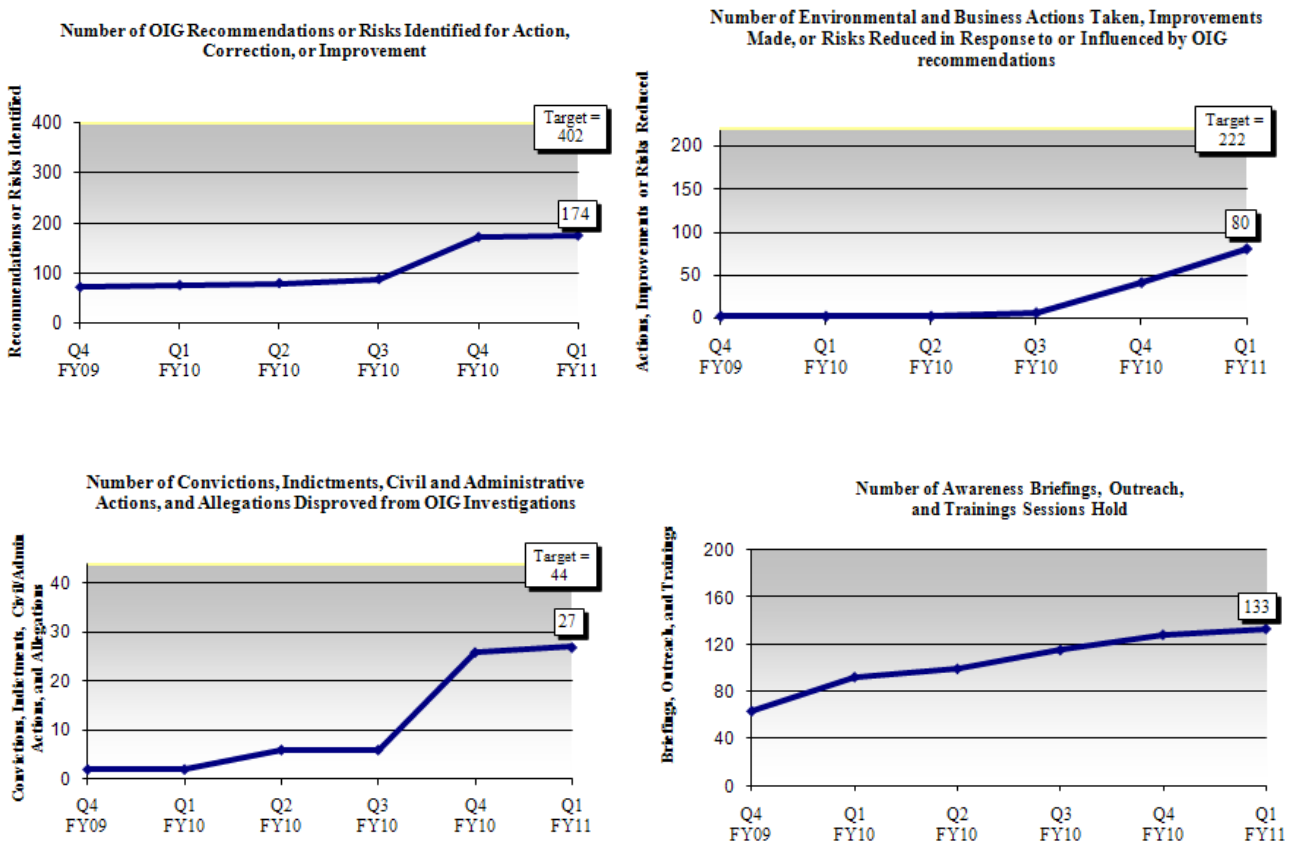 Number of OIG Recommendations or Risks Identified for Action,
Correction, or Improvement
Recommendations or Risks Identified
400
300
200
100
0
Target =
402
174
Q4
FY09
Q1
FY10
Q2
FY10
Q3
FY10
Q4
FY10
Q1
FY11
Number of Environmental and Business Actions Taken, Improvements
Made, or Risks Reduced in Response to or Influenced by OIG
recommendations
Actions, Improvements or Risks Reduced
200
150
100
50
0
Target =
222
80
Q4
FY09
Q1
FY10
Q2
FY10
Q3
FY10
Q4
FY10
Q1
FY11
Number of Convictions, Indictments, Civil and Administrative
Actions, and Allegations Disproved from OIG Investigations
Convictions, Indictments, Civil/Admin
Actions, and Allegations
40
30
20
10
0
Target =
44
27
Q4
FY09
Q1
FY10
Q2
FY10
Q3
FY10
Q4
FY10
Q1
FY11
Number of Awareness Briefings, Outreach,
and Trainings Sessions Hold
Briefings, Outreach, and Trainings
200
160
120
80
40
0
133
Q4
FY09
Q1
FY10
Q2
FY10
Q3
FY10
Q4
FY10
Q1
FY11